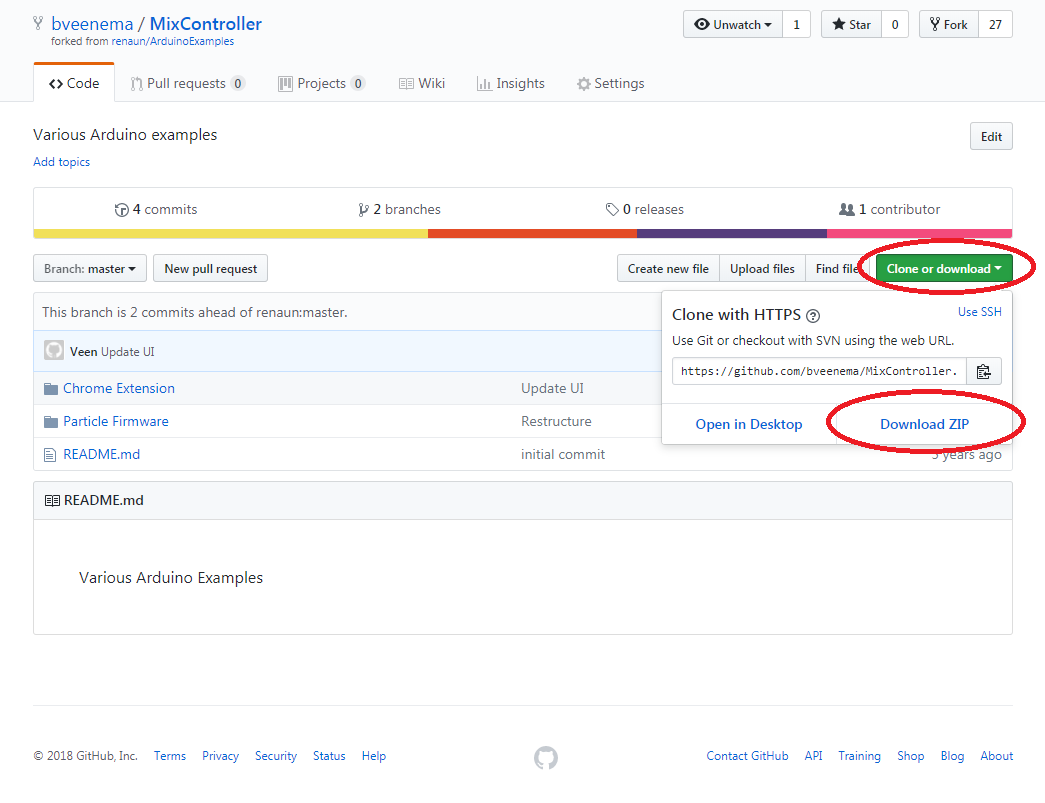 bveenema / MixController
Unwatch 1 Star 0 Fork 27
forked from renaun/ArduinoExamples
Code Pull requests 0 Projects 0 Wiki Insights Settings
Various Arduino examples
Edit
Add topics
4 commits 2 branches 0 releases 1 contributor
Branch: master New pull request Create new file Upload files Find file Clone or download
This branch is 2 commits ahead of renaun:master.
Clone with HTTPS ? Use SSH
Use Git or checkout with SVN using the web URL.
Veen Update UI
https://github.com/bveenema/MixController.
Chrome Extension Update UI
Particle Firmware Restructure
Open in Desktop Download ZIP
README.md initial commit years ago
README.md
Various Arduino Examples
© 2018 GitHub, Inc. Terms Privacy Security Status Help Contact GitHub API Training Shop Blog About